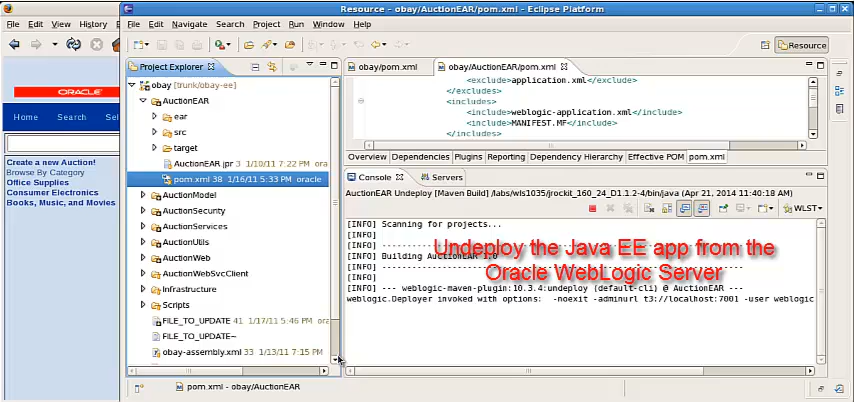 Resource - obay/AuctionEAR/pom.xml - Eclipse Platform
File Edit View History
File Edit Navigate Search Project Run Window Help
Resource
ORACLE
Home Search Sel
Create a new Auction!
Browse By Category
Office Supplies
Consumer Electronics
Books, Music, and Movies
Project Explorer
obay [trunk/obay-ee]
AuctionEAR
ear
src
target
AuctionEAR.jpr 3 1/10/11 7:22 PM ora
pom.xml 38 1/16/11 5:33 PM oracle
AuctionModel
AuctionSecurity
AuctionServices
AuctionUtils
AuctionWeb
AuctionWebSvcClient
Infrastructure
Scripts
FILE_TO_UPDATE 41 1/17/11 5:46 PM ora
FILE_TO_UPDATE~
obay-assembly.xml 33 1/13/11 7:15 PM
obay/pom.xml obay/AuctionEAR/pom.xml
<exclude>application.xml</exclude>
</excludes>
<includes>
<include>weblogic-application.xml</include>
<include>MANIFEST.MF</include>
</includes>
Overview Dependencies Plugins Reporting Dependency Hierarchy Effective POM pom.xml
Console Servers
AuctionEAR Undeploy [Maven Build] /labs/wls1035/jrockit_160_24_D1.1.2-4/bin/java (Apr 21, 2014 11:40:18 AM)
WLST
[INFO] Scanning for projects...
[INFO]
[INFO] ------------------------------------------------------------------------
[INFO] Building AuctionEAR 1.0
[INFO] ------------------------------------------------------------------------
[INFO]
[INFO] --- weblogic-maven-plugin:10.3.4:undeploy (default-cli) @ AuctionEAR ---
weblogic.Deployer invoked with options: -noexit -adminurl t3://localhost:7001 -user weblogic
Undeploy the Java EE app from the
Oracle WebLogic Server
pom.xml - obay/AuctionEAR